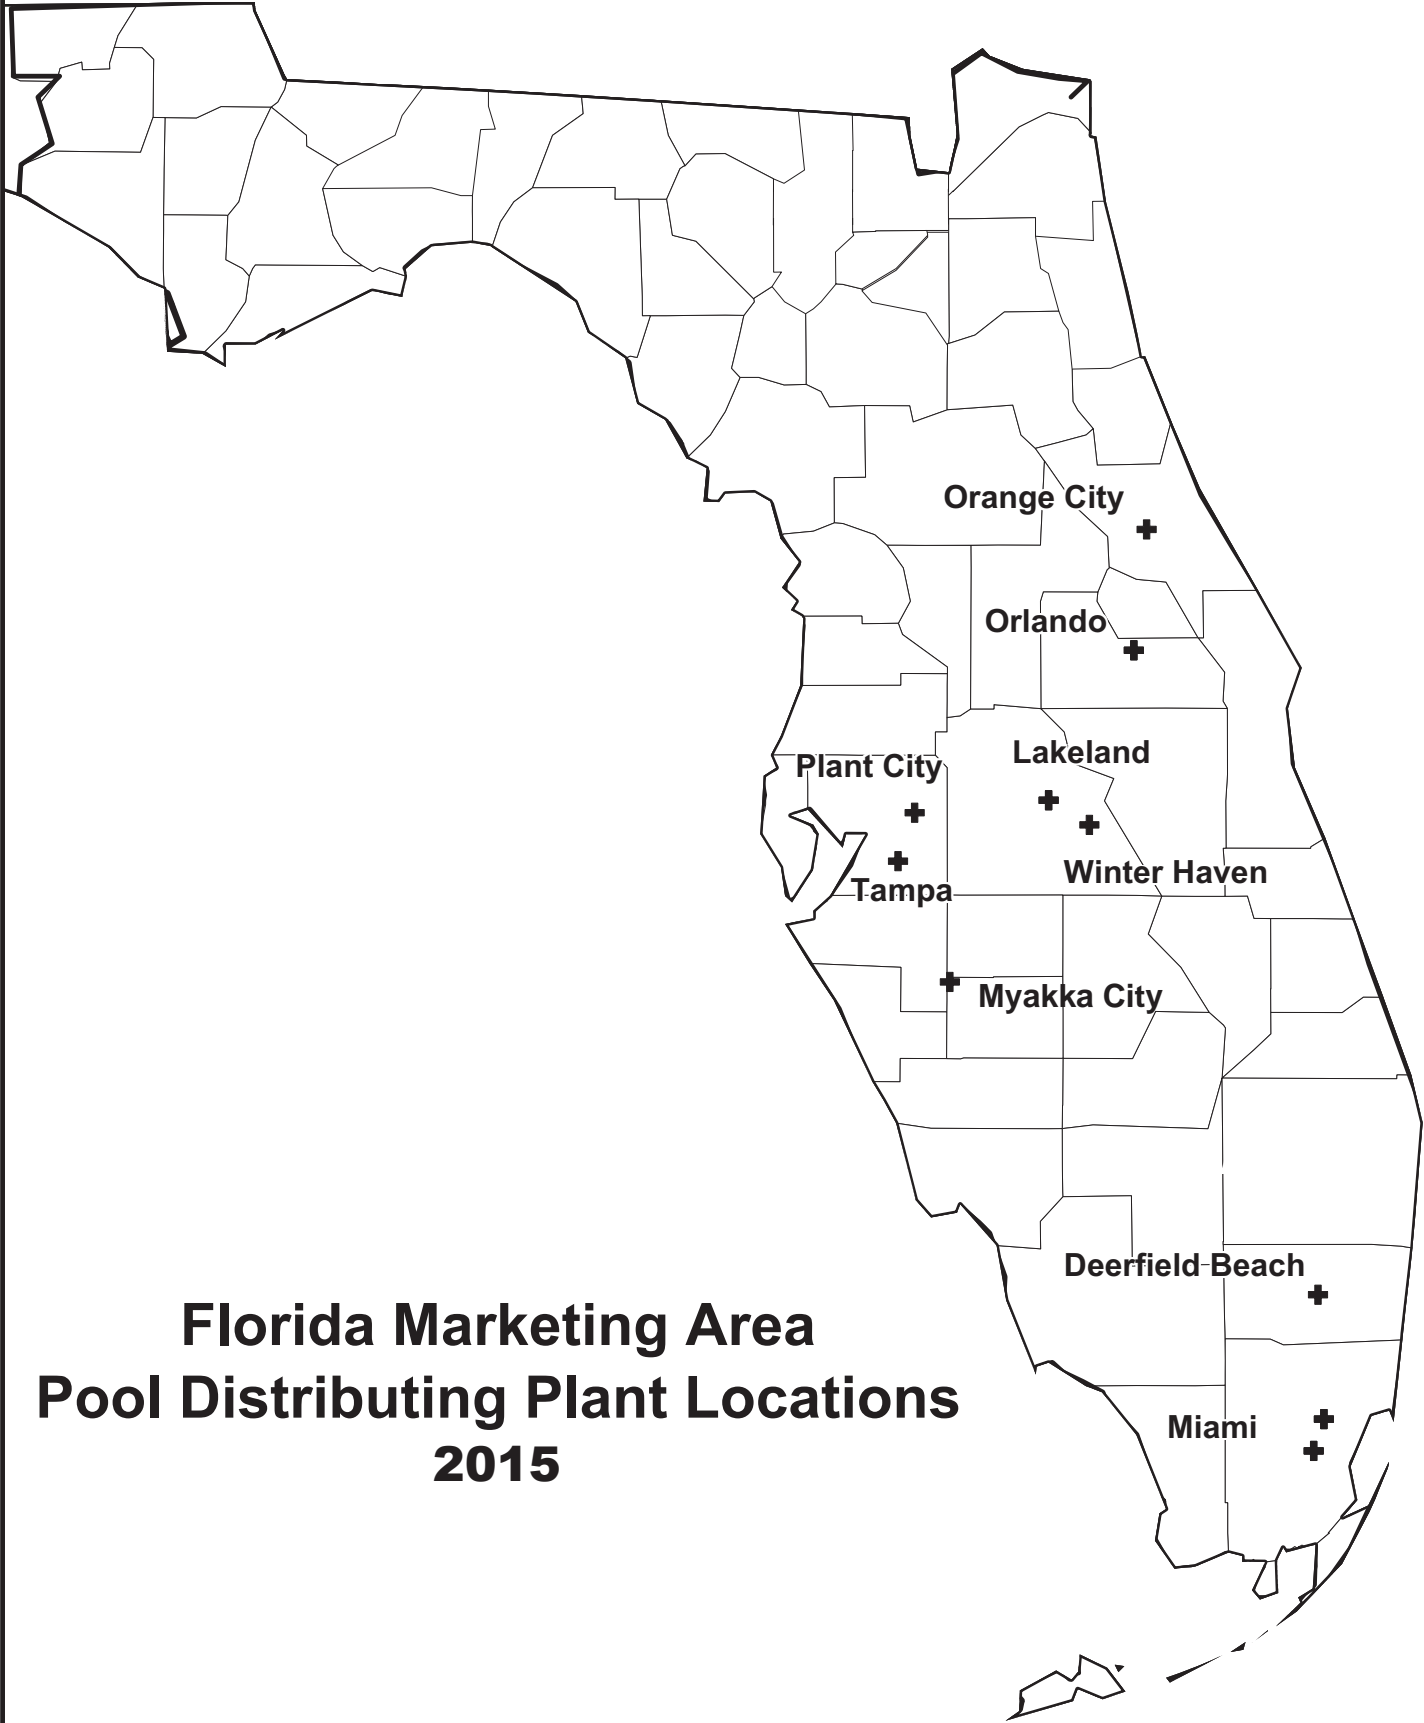 Orange City
Orlando
Lakeland
Plant City
Winter Haven
Tampa
Myakka City
Deerfield Beach
Florida Marketing Area
Pool Distributing Plant Locations
2015
Miami